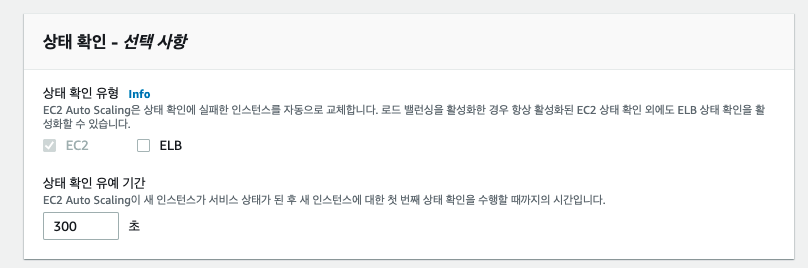 상태 확인 - 선택 사항
상태 확인 유형 Info
EC2 Auto Scaling은 상태 확인에 실패한 인스턴스를 자동으로 교체합니다. 로드 밸런싱을 활성화한 경우 항상 활성화된 EC2 상태 확인 외에도 ELB 상태 확인을 활
성화할 수 있습니다.
EC2 ELB
상태 확인 유예 기간
EC2 Auto Scaling이 새 인스턴스가 서비스 상태가 된 후 새 인스턴스에 대한 첫 번째 상태 확인을 수행할 때까지의 시간입니다.
300 초